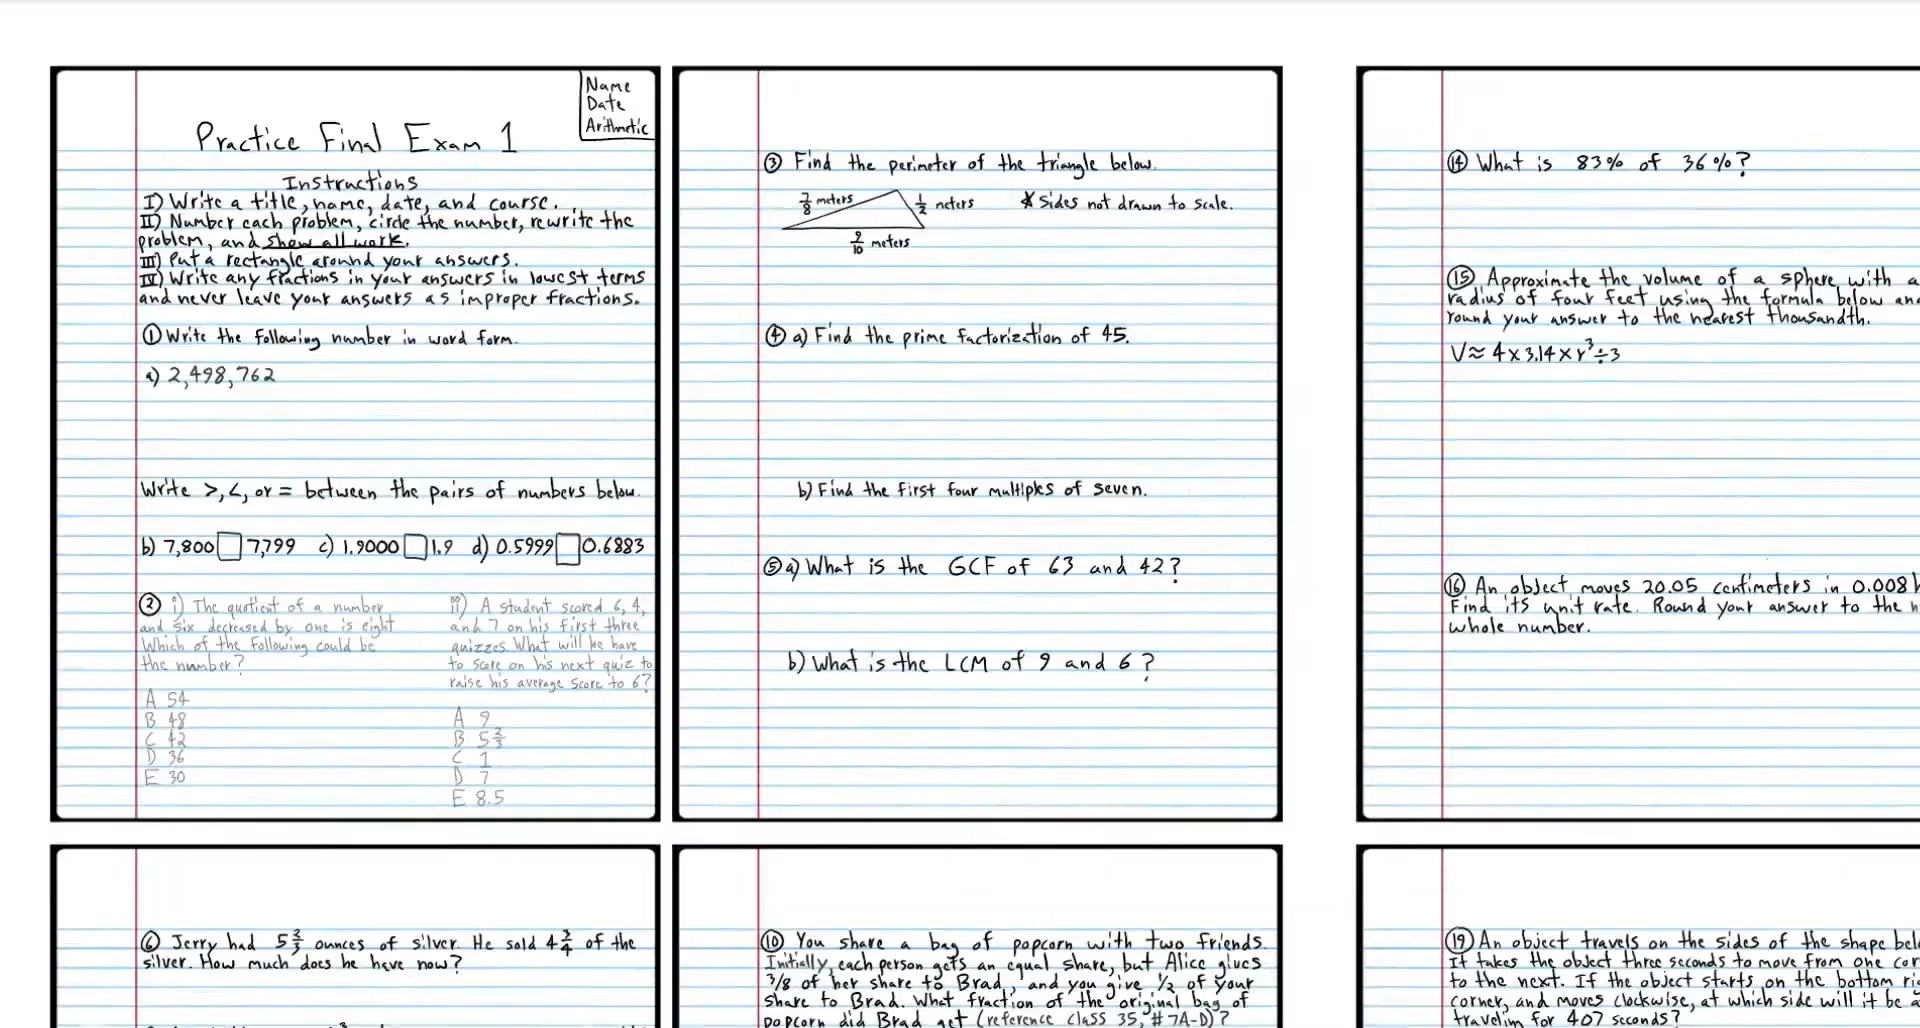 Name
Date
Arithmetic
Practice Final Exam 1
Instructions
I) Write a title, name, date, and course.
II) Number each problem, circle the number, rewrite the
problem, and show all work.
III) Put a rectangle around your answers.
IV) Write any fractions in your answers in lowest terms
and never leave your answers as improper fractions.
① Write the following number in word form.
a) 2,498,762
Write >, <, or = between the pairs of numbers below.
b) 7,800 □ 7,799 c) 1.9000 □ 1.9 d) 0.5999 □ 0.6883
② i) The quotient of a number
and six decreased by one is eight
Which of the following could be
the number?
A 54
B 48
C 42
D 36
E 30
ii) A student scored 6, 4,
and 7 on his first three
quizzes. What will he have
to score on his next quiz to
raise his average score to 6?
A 9
B 5 2/3
C 1
D 7
E 8.5
③ Find the perimeter of the triangle below.
7/8 meters 1/2 meters * Sides not drawn to scale.
9/10 meters
④ a) Find the prime factorization of 45.
b) Find the first four multiples of seven.
⑤ a) What is the GCF of 63 and 42?
b) What is the LCM of 9 and 6?
⑭ What is 83% of 36%?
⑮ Approximate the volume of a sphere with a
radius of four feet using the formula below an
round your answer to the nearest thousandth.
V ≈ 4 x 3.14 x r³ ÷ 3
⑯ An object moves 20.05 centimeters in 0.008 h
Find its unit rate. Round your answer to the
whole number.
⑥ Jerry had 5 2/3 ounces of silver. He sold 4 3/4 of the
silver. How much does he have now?
⑩ You share a bag of popcorn with two friends.
Initially, each person gets an equal share, but Alice gives
3/8 of her share to Brad, and you give 1/2 of your
share to Brad. What fraction of the original bag of
popcorn did Brad get (reference class 35, #7A-D)?
⑲ An object travels on the sides of the shape bel
It takes the object three seconds to move from one cor
to the next. If the object starts on the bottom ri
corner, and moves clockwise, at which side will it be a
traveling for 407 seconds?